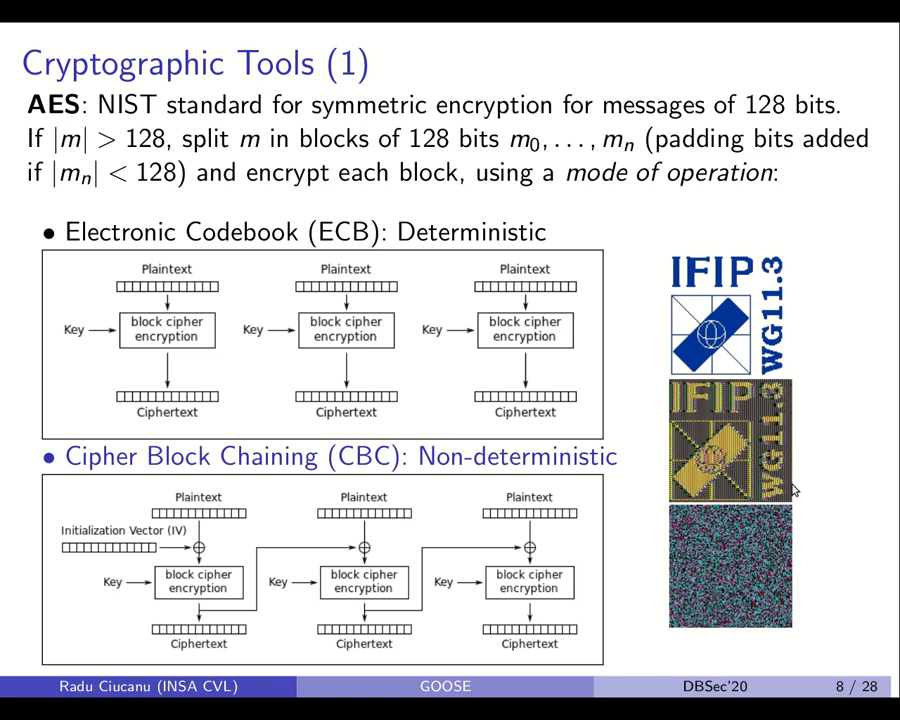 Cryptographic Tools (1)
AES: NIST standard for symmetric encryption for messages of 128 bits.
If |m| > 128, split m in blocks of 128 bits m₀, . . . , mₙ (padding bits added
if |mₙ| < 128) and encrypt each block, using a mode of operation:
• Electronic Codebook (ECB): Deterministic
Plaintext Plaintext Plaintext
Key block cipher encryption Key block cipher encryption Key block cipher encryption
Ciphertext Ciphertext Ciphertext
• Cipher Block Chaining (CBC): Non-deterministic
Plaintext Plaintext Plaintext
Initialization Vector (IV)
Key block cipher encryption Key block cipher encryption Key block cipher encryption
Ciphertext Ciphertext Ciphertext
IFIP
WG11.3
IFIP
WG11.3
Radu Ciucanu (INSA CVL) GOOSE DBSec'20 8 / 28